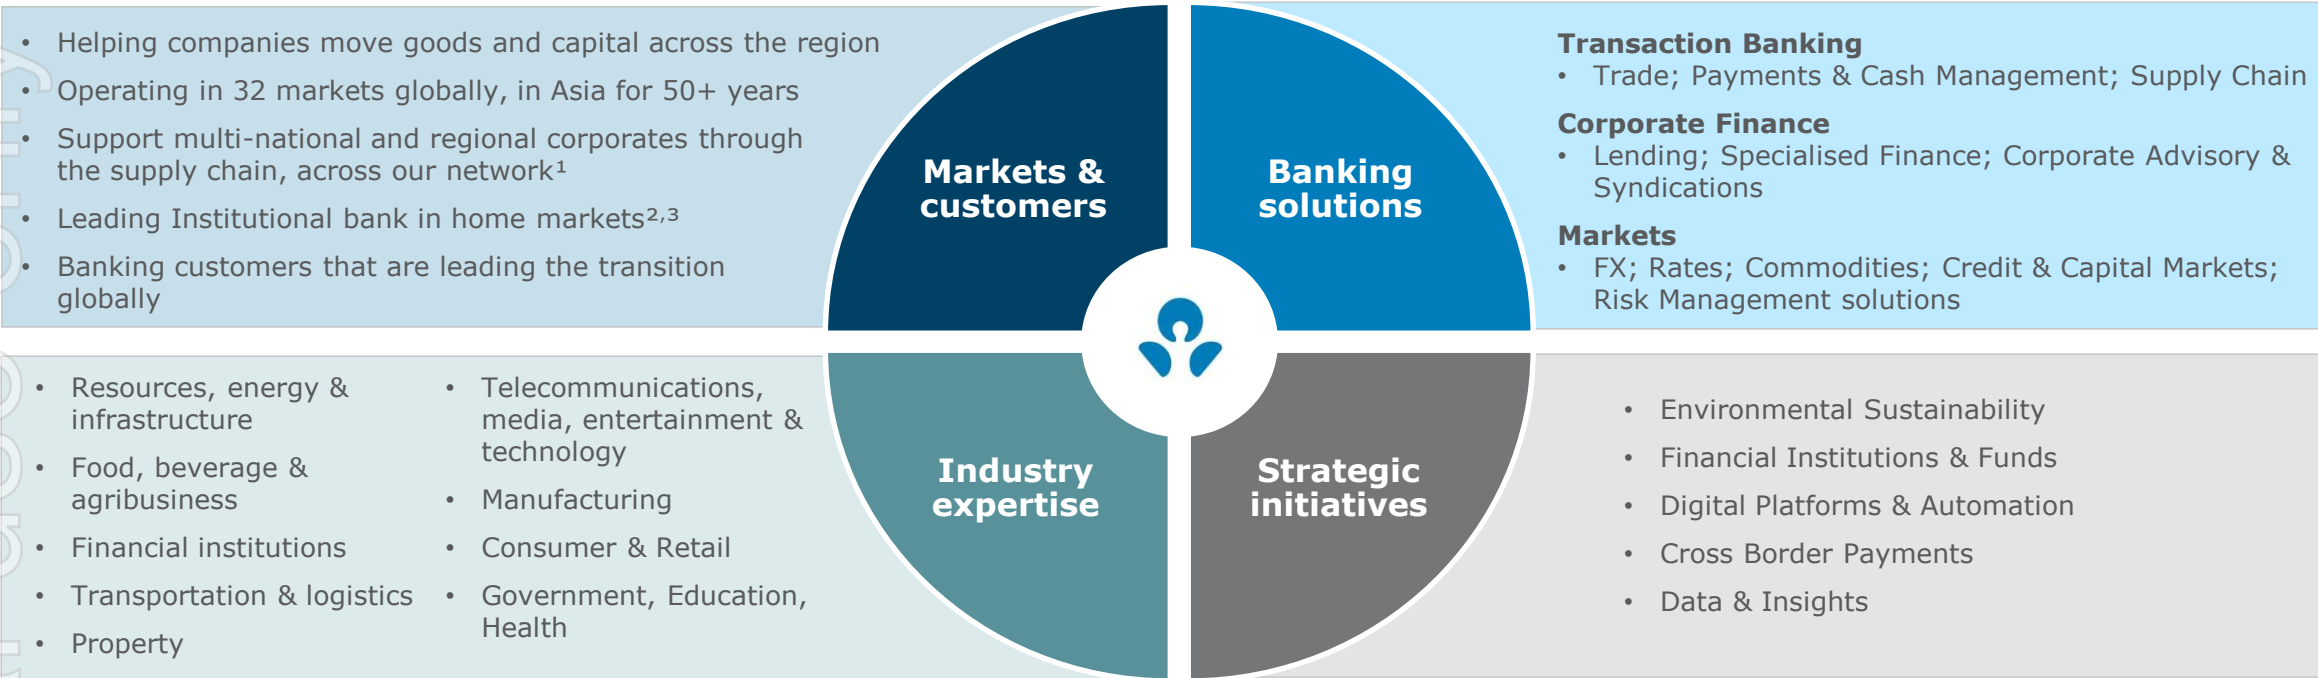 • Helping companies move goods and capital across the region
• Operating in 32 markets globally, in Asia for 50+ years
• Support multi-national and regional corporates through
the supply chain, across our network¹
• Leading Institutional bank in home markets²,³
• Banking customers that are leading the transition
globally
Markets &
customers
Banking
solutions
Transaction Banking
• Trade; Payments & Cash Management; Supply Chain
Corporate Finance
• Lending; Specialised Finance; Corporate Advisory &
Syndications
Markets
• FX; Rates; Commodities; Credit & Capital Markets;
Risk Management solutions
• Resources, energy &
infrastructure
• Food, beverage &
agribusiness
• Financial institutions
• Transportation & logistics
• Property
• Telecommunications,
media, entertainment &
technology
• Manufacturing
• Consumer & Retail
• Government, Education,
Health
Industry
expertise
Strategic
initiatives
• Environmental Sustainability
• Financial Institutions & Funds
• Digital Platforms & Automation
• Cross Border Payments
• Data & Insights